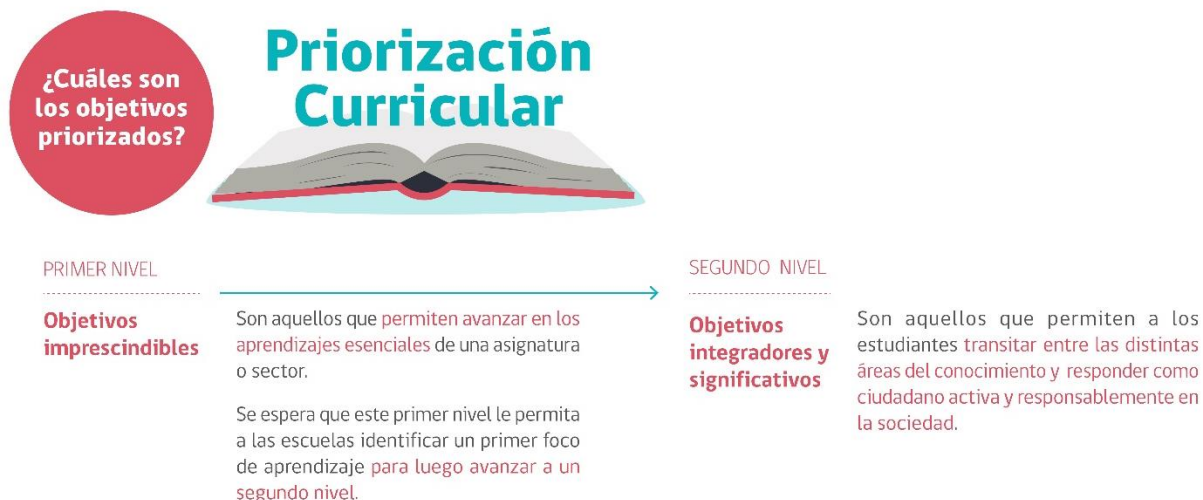 ¿Cuáles son
los objetivos
priorizados?
Priorización
Curricular
PRIMER NIVEL
Objetivos
imprescindibles
Son aquellos que permiten avanzar en los
aprendizajes esenciales de una asignatura
o sector.
Se espera que este primer nivel le permita
a las escuelas identificar un primer foco
de aprendizaje para luego avanzar a un
segundo nivel.
SEGUNDO NIVEL
Objetivos
integradores y
significativos
Son aquellos que permiten a los
estudiantes transitar entre las distintas
áreas del conocimiento y responder como
ciudadano activa y responsablemente en
la sociedad.